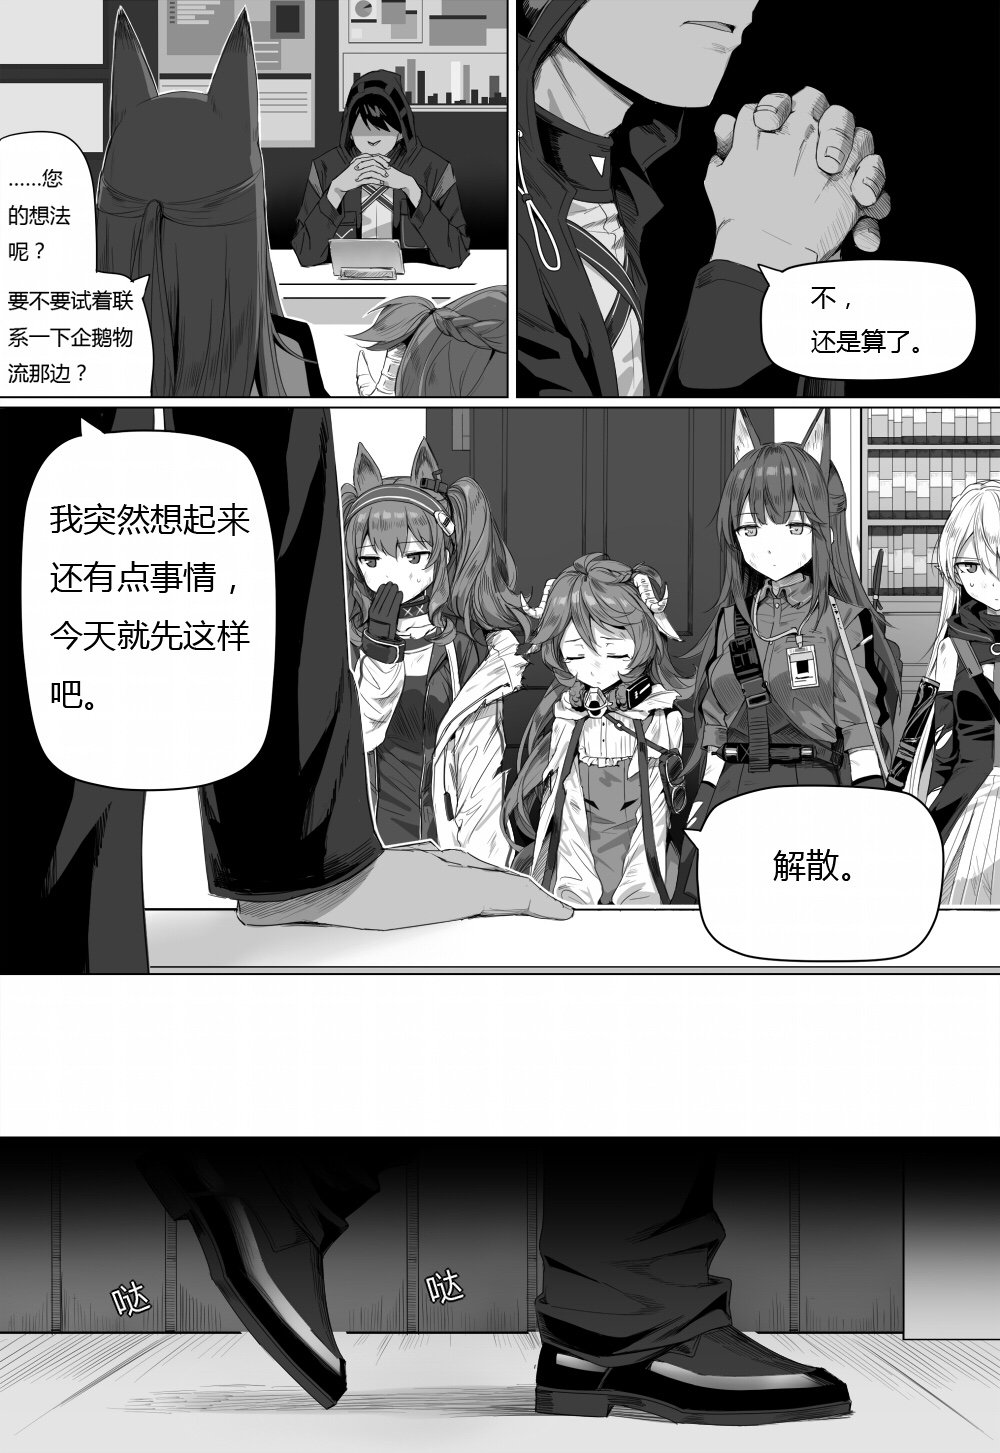 ……您
的想法
呢？
要不要试着联
系一下企鹅物
流那边？
不，
还是算了。
我突然想起来
还有点事情，
今天就先这样
吧。
解散。
哒
哒